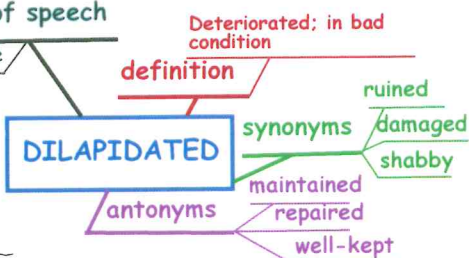 of speech
Deteriorated; in bad
condition
definition
DILAPIDATED
synonyms
ruined
damaged
shabby
antonyms
maintained
repaired
well-kept